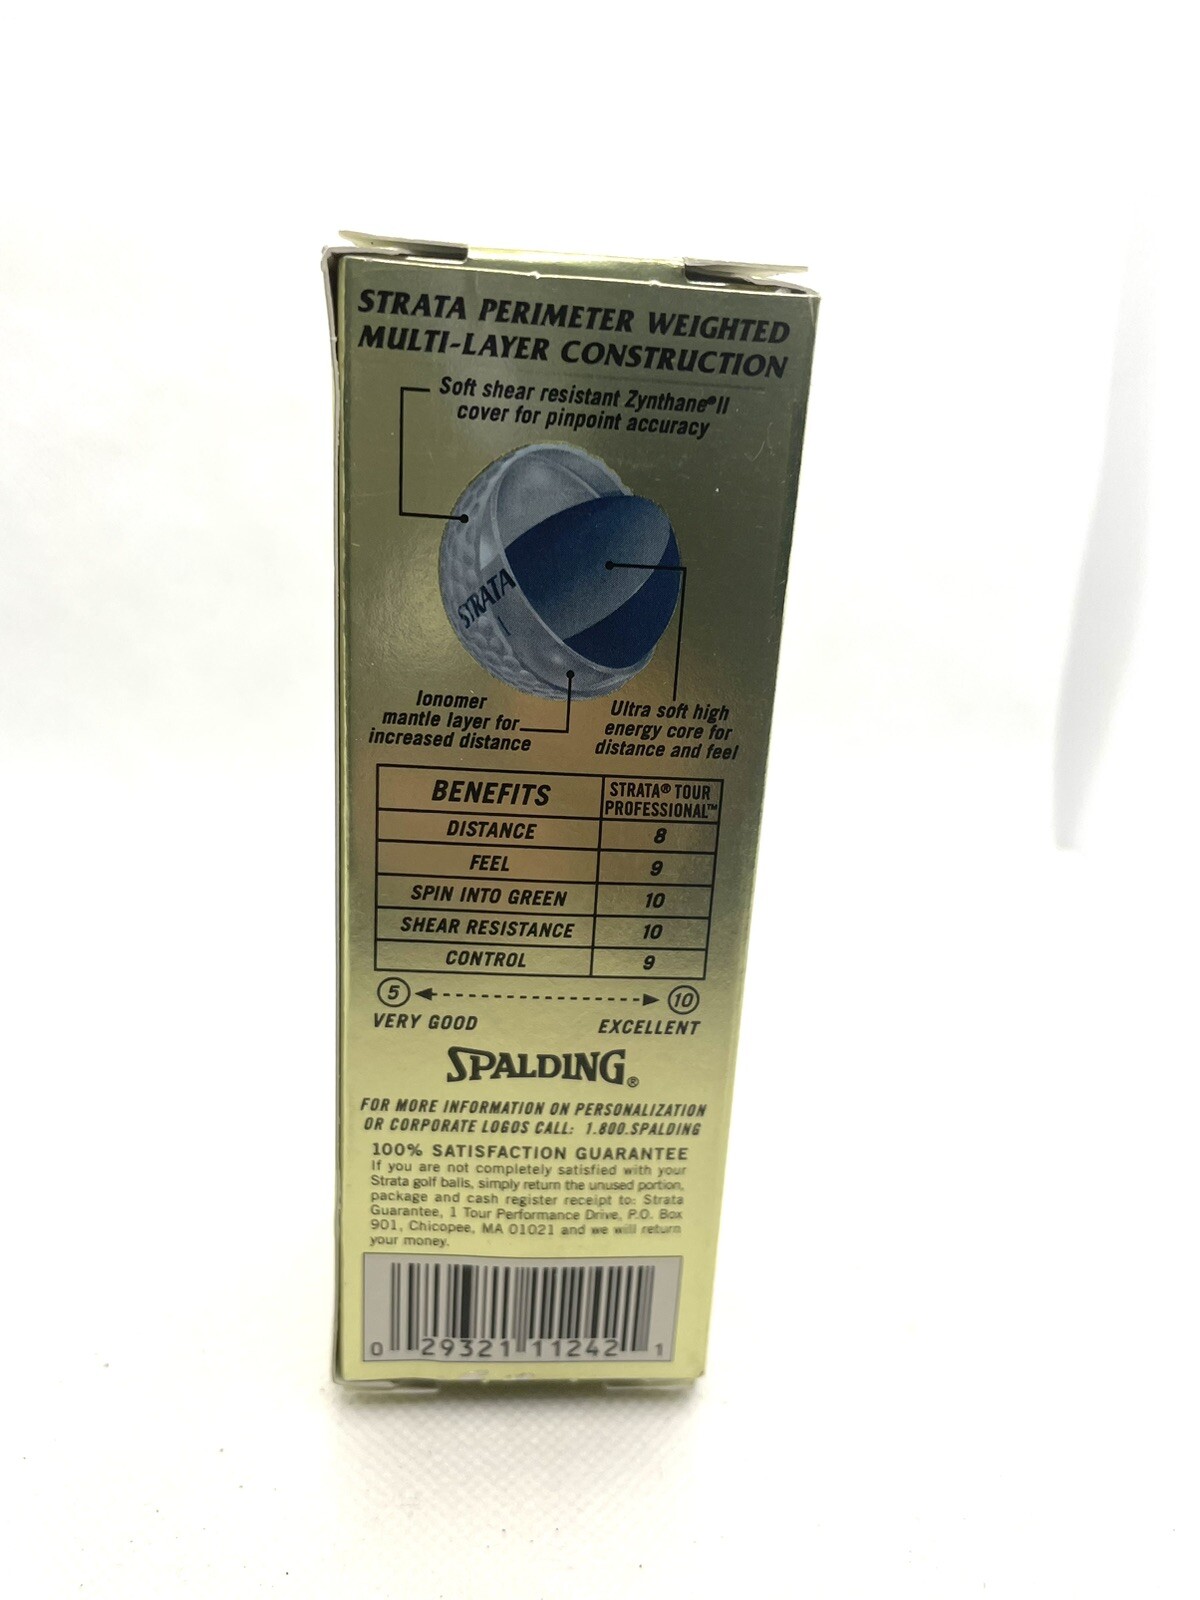 STRATA PERIMETER WEIGHTED
MULTI-LAYER CONSTRUCTION
Soft shear resistant Zynthane®II
cover for pinpoint accuracy
STRATA
1
Ionomer
mantle layer for
increased distance
Ultra soft high
energy core for
distance and feel
BENEFITS STRATA® TOUR PROFESSIONAL™
DISTANCE 8
FEEL 9
SPIN INTO GREEN 10
SHEAR RESISTANCE 10
CONTROL 9
5 10
VERY GOOD EXCELLENT
SPALDING®
FOR MORE INFORMATION ON PERSONALIZATION
OR CORPORATE LOGOS CALL: 1.800.SPALDING
100% SATISFACTION GUARANTEE
If you are not completely satisfied with your
Strata golf balls, simply return the unused portion,
package and cash register receipt to: Strata
Guarantee, 1 Tour Performance Drive, P.O. Box
901, Chicopee, MA 01021 and we will return
your money.
0 29321 11242 1